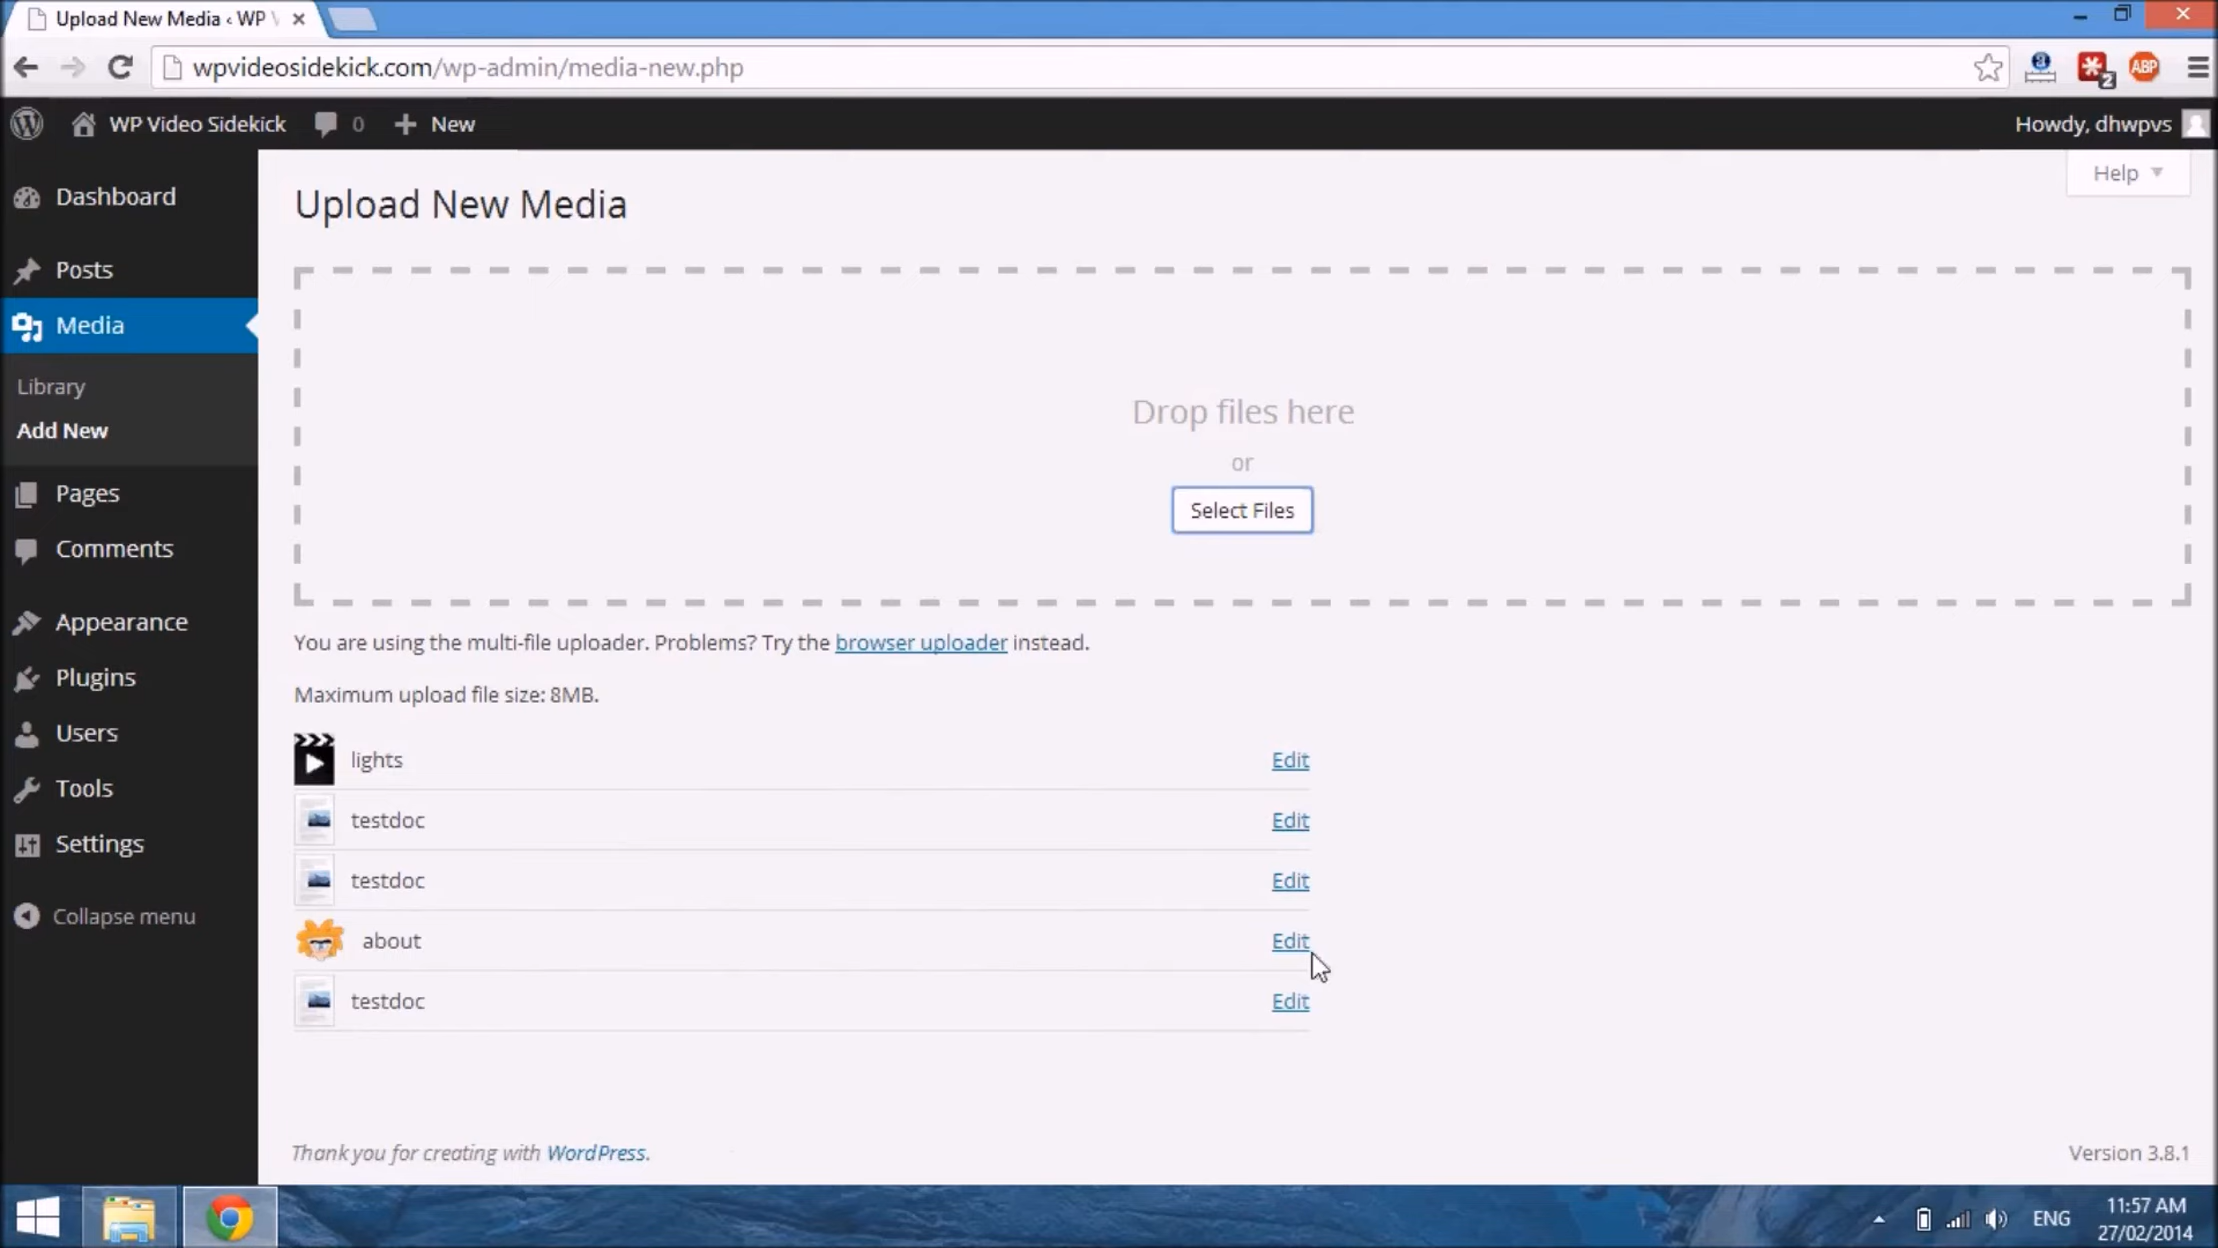 Upload New Media ‹ WP
wpvideosidekick.com/wp-admin/media-new.php
ABP
2
WP Video Sidekick 0 New
Howdy, dhwpvs
Help
Dashboard
Posts
Media
Library
Add New
Pages
Comments
Appearance
Plugins
Users
Tools
Settings
Collapse menu
Upload New Media
Drop files here
or
Select Files
You are using the multi-file uploader. Problems? Try the browser uploader instead.
Maximum upload file size: 8MB.
lights Edit
testdoc Edit
testdoc Edit
about Edit
testdoc Edit
Thank you for creating with WordPress.
Version 3.8.1
ENG
11:57 AM
27/02/2014